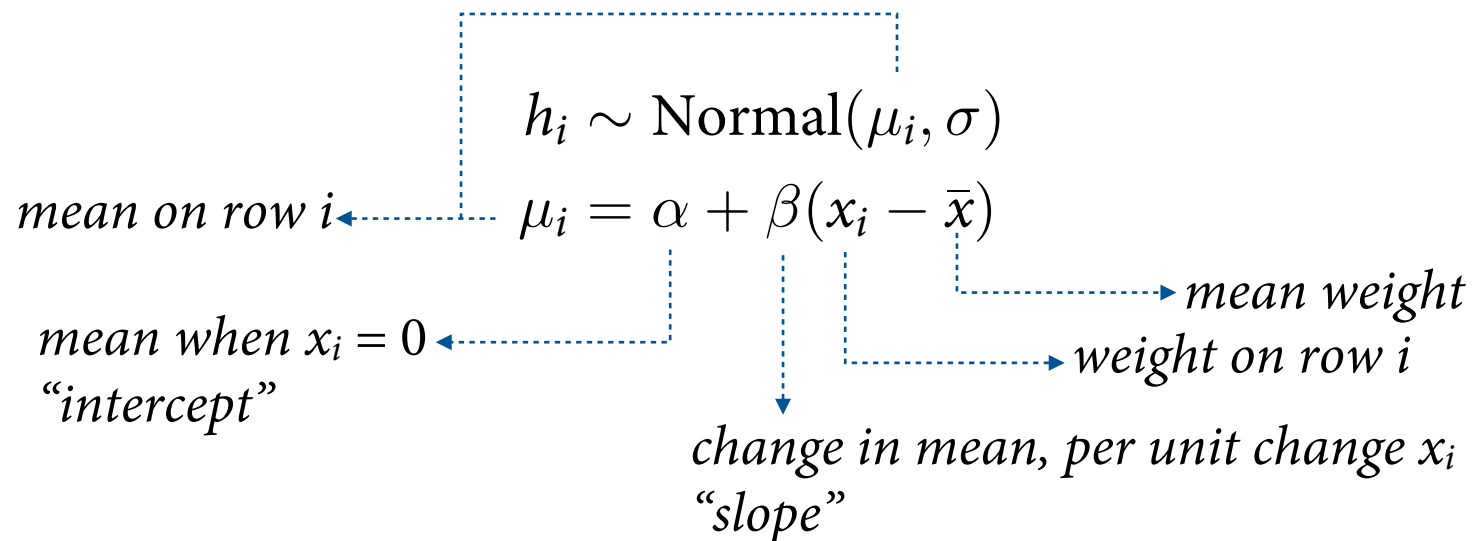 hᵢ ∼ Normal(μᵢ, σ)
mean on row i
μᵢ = α + β(xᵢ − x̄)
mean weight
mean when xᵢ = 0
“intercept”
weight on row i
change in mean, per unit change xᵢ
“slope”